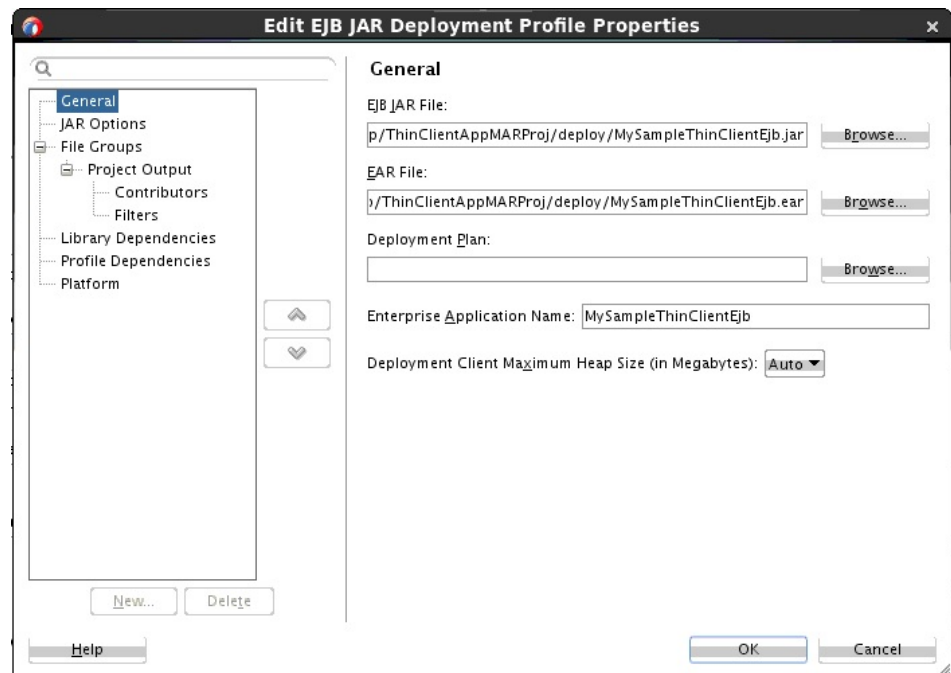 Edit EJB JAR Deployment Profile Properties
General
JAR Options
File Groups
Project Output
Contributors
Filters
Library Dependencies
Profile Dependencies
Platform
New...
Delete
General
EJB JAR File:
p/ThinClientAppMARProj/deploy/MySampleThinClientEjb.jar
Browse...
EAR File:
/ThinClientAppMARProj/deploy/MySampleThinClientEjb.ear
Browse...
Deployment Plan:
Browse...
Enterprise Application Name: MySampleThinClientEjb
Deployment Client Maximum Heap Size (in Megabytes): Auto
Help
OK
Cancel